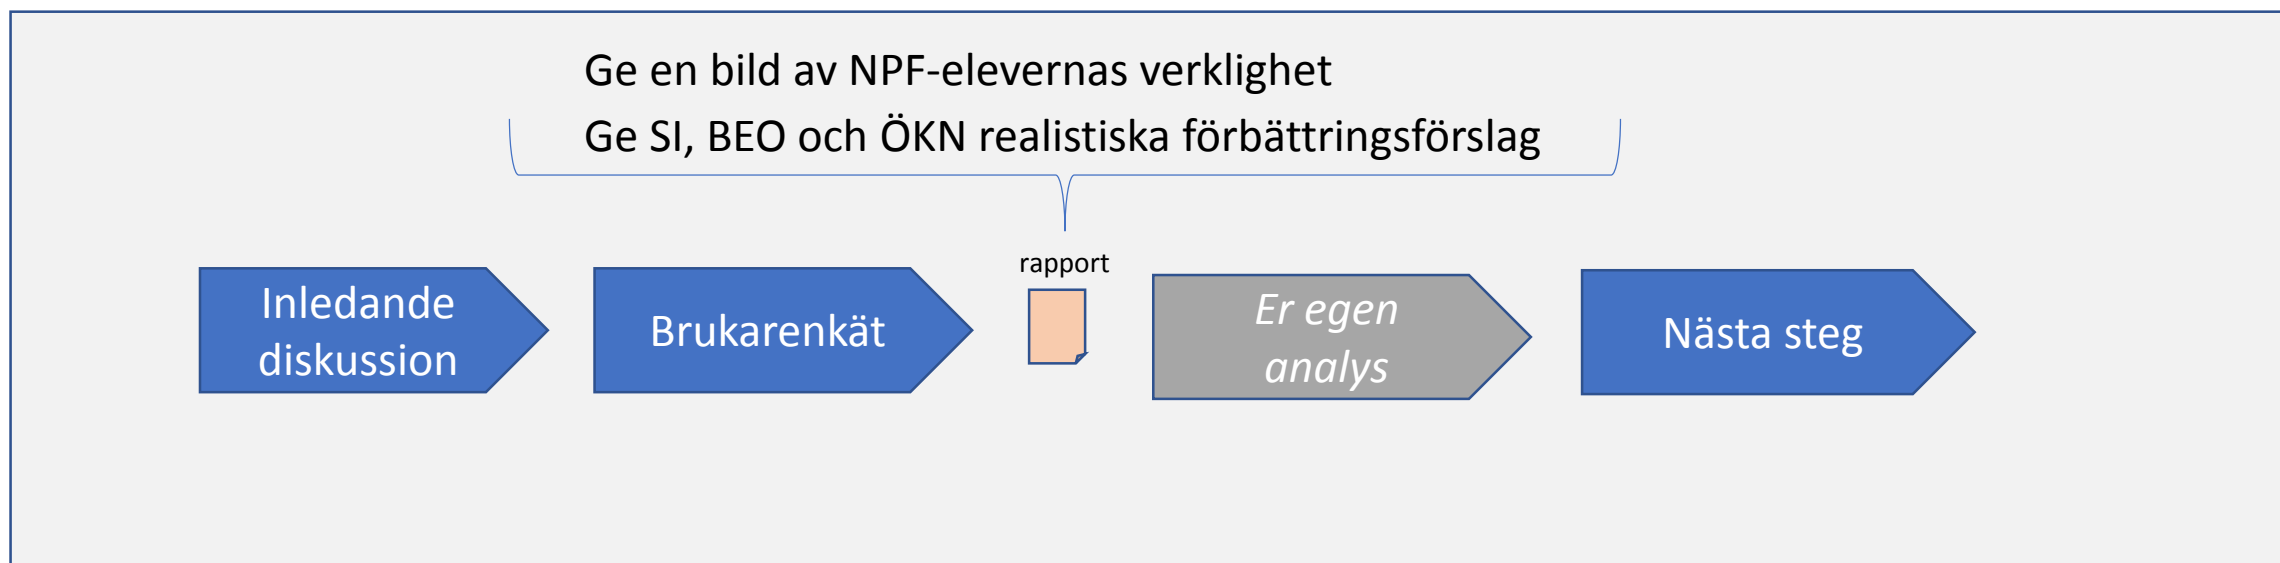 Ge en bild av NPF-elevernas verklighet
Ge SI, BEO och ÖKN realistiska förbättringsförslag
Inledande
diskussion
Brukarenkät
rapport
Er egen
analys
Nästa steg